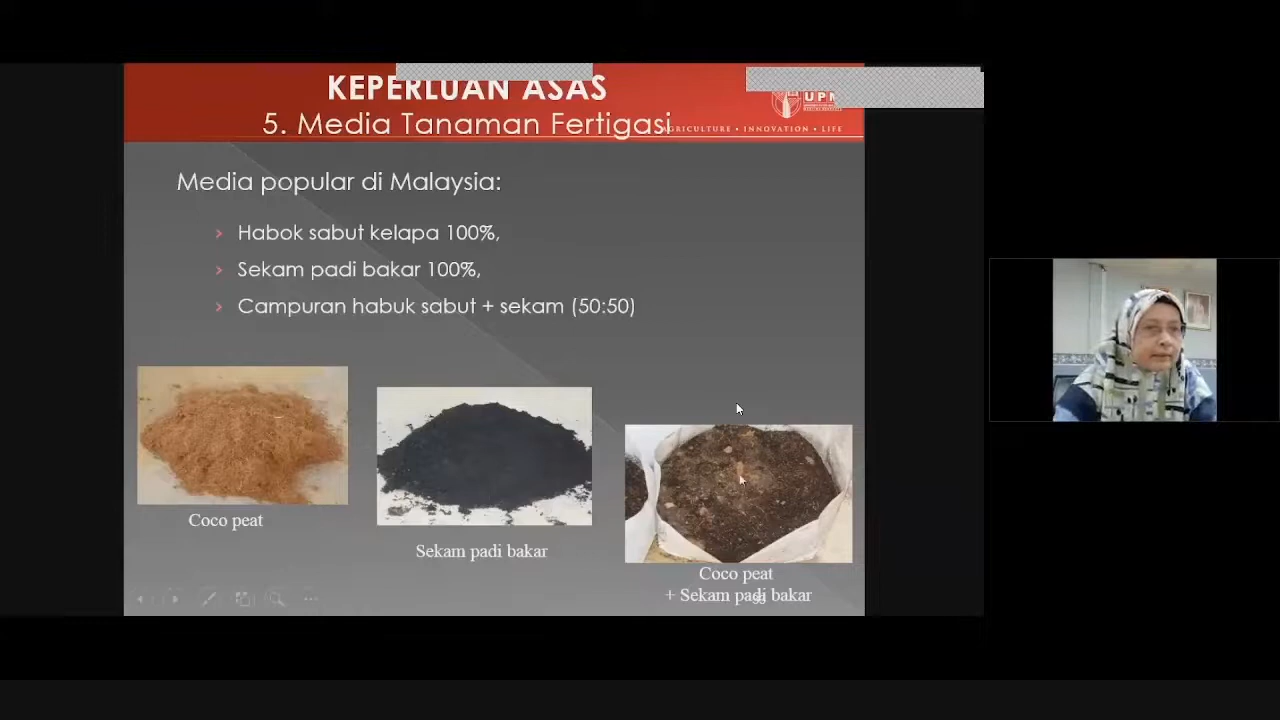 KEPERLUAN ASAS
5. Media Tanaman Fertigasi
UPM
AGRICULTURE • INNOVATION • LIFE
Media popular di Malaysia:
Habok sabut kelapa 100%,
Sekam padi bakar 100%,
Campuran habuk sabut + sekam (50:50)
Coco peat
Sekam padi bakar
Coco peat
+ Sekam padi bakar